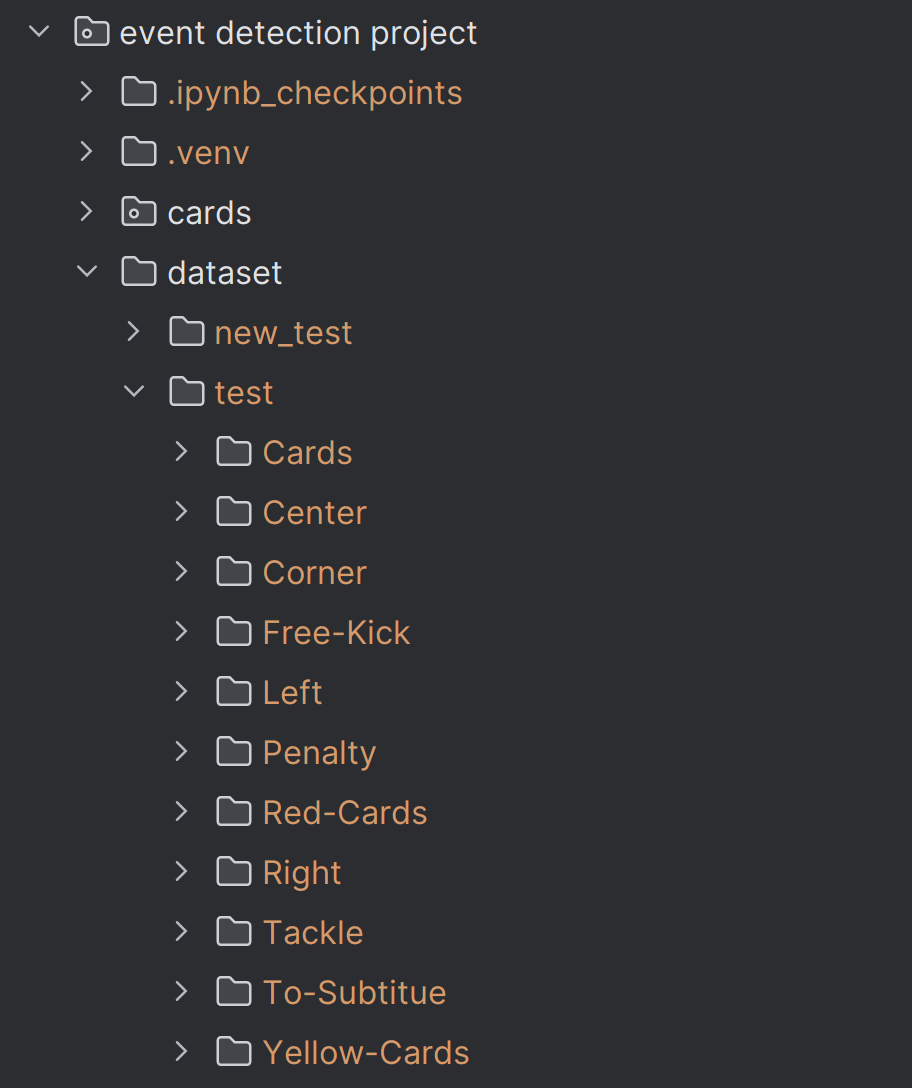 event detection project
.ipynb_checkpoints
.venv
cards
dataset
new_test
test
Cards
Center
Corner
Free-Kick
Left
Penalty
Red-Cards
Right
Tackle
To-Subtitue
Yellow-Cards